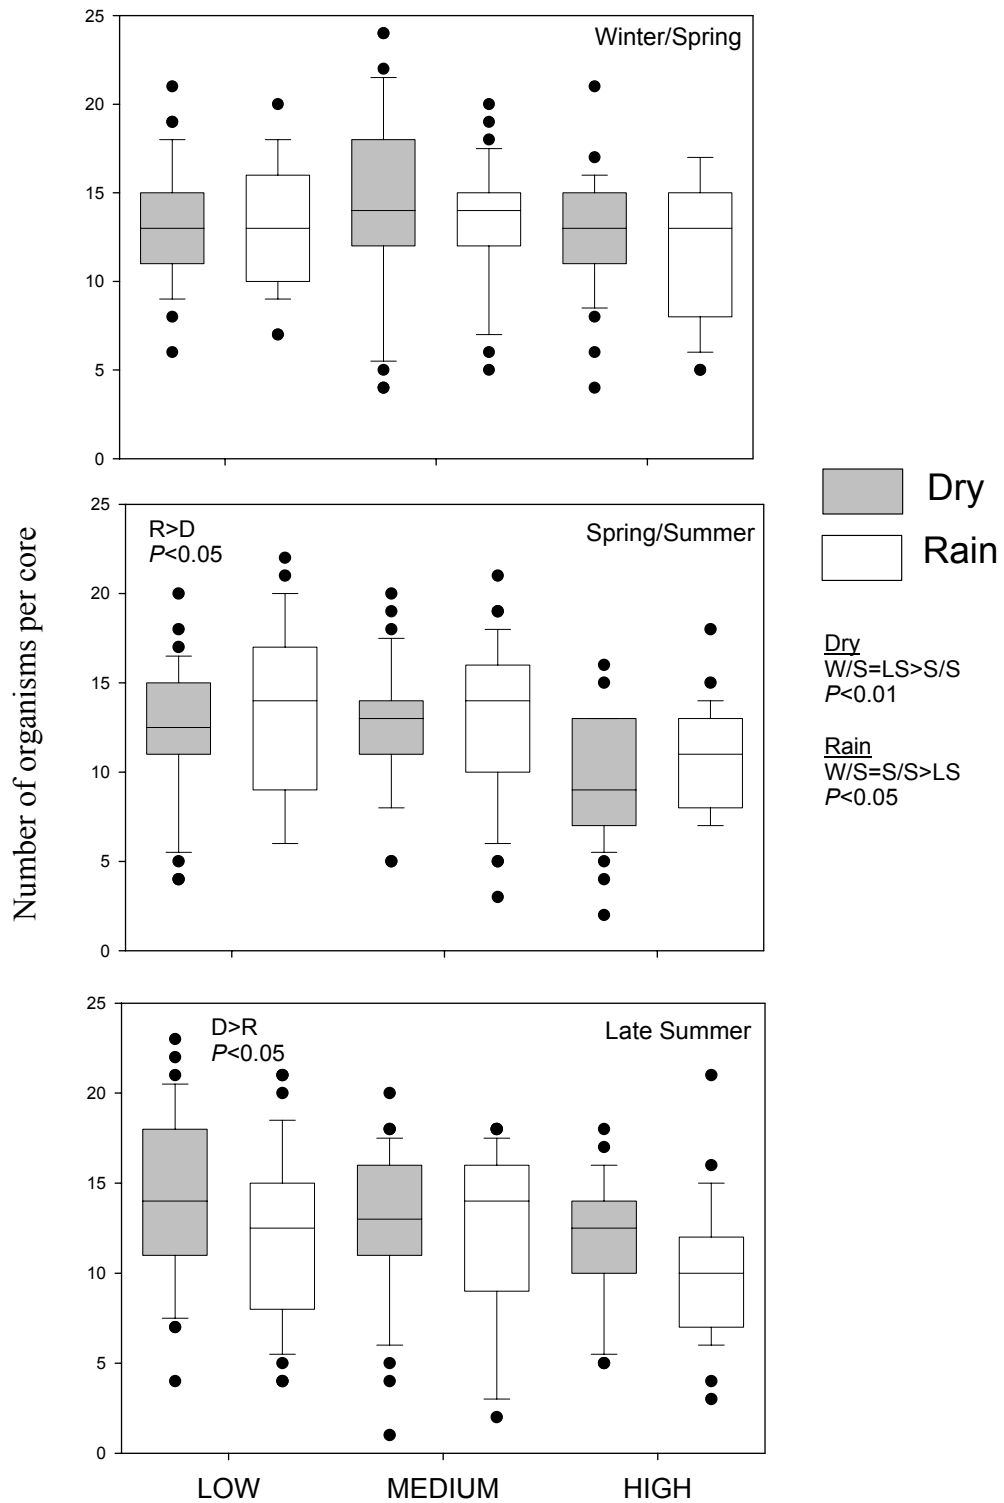 Number of organisms per core
25
20
15
10
5
0
Winter/Spring
25
20
15
10
5
0
R>D
P<0.05
Spring/Summer
25
20
15
10
5
0
D>R
P<0.05
Late Summer
LOW MEDIUM HIGH
Dry
Rain
Dry
W/S=LS>S/S
P<0.01
Rain
W/S=S/S>LS
P<0.05